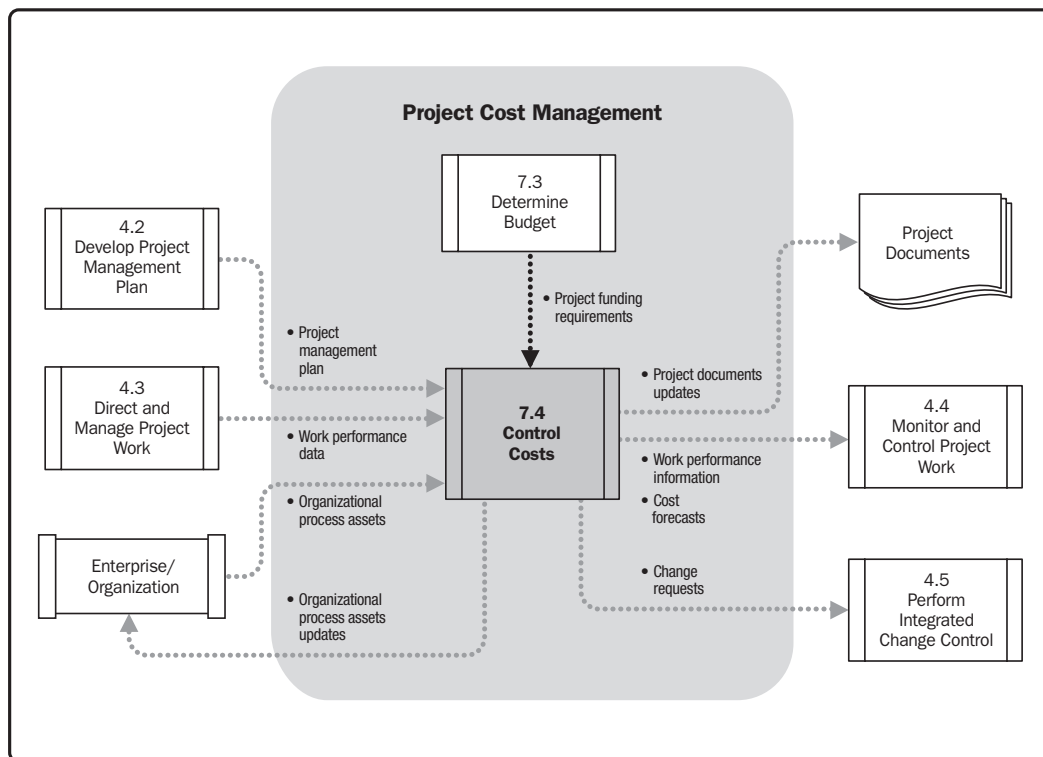 Project Cost Management
7.3
Determine
Budget
4.2
Develop Project
Management
Plan
Project
Documents
• Project funding
requirements
• Project
management
plan
4.3
Direct and
Manage Project
Work
7.4
Control
Costs
• Project documents
updates
4.4
Monitor and
Control Project
Work
• Work performance
data
• Work performance
information
• Cost
forecasts
• Organizational
process assets
Enterprise/
Organization
• Change
requests
4.5
Perform
Integrated
Change Control
• Organizational
process assets
updates